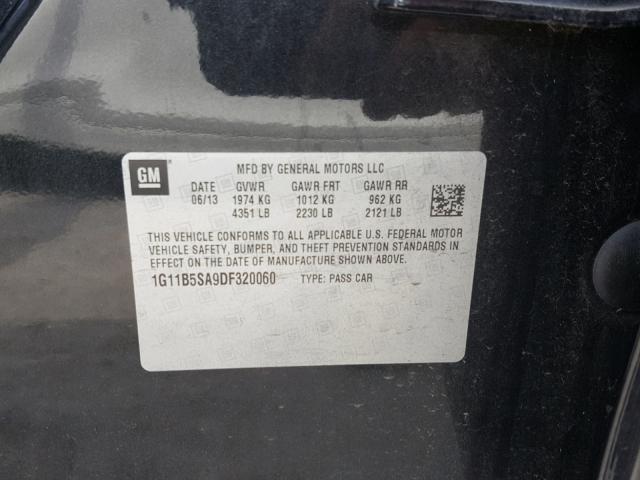 GM
MFD BY GENERAL MOTORS LLC
DATE GVWR GAWR FRT GAWR RR
06/13 1974 KG 1012 KG 962 KG
4351 LB 2230 LB 2121 LB
THIS VEHICLE CONFORMS TO ALL APPLICABLE U.S. FEDERAL MOTOR
VEHICLE SAFETY, BUMPER, AND THEFT PREVENTION STANDARDS IN
EFFECT ON THE DATE OF MANUFACTURE SHOWN ABOVE.
1G11B5SA9DF320060 TYPE: PASS CAR